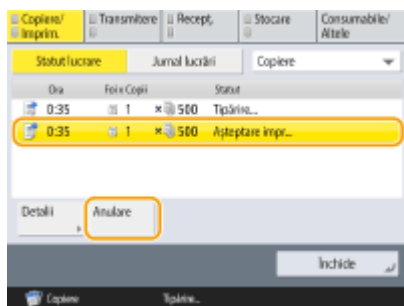 Copiere/ Imprim. Transmitere Recepț. Stocare Consumabile/ Altele
Statut lucrare Jurnal lucrări Copiere
Ora Foi x Copii Statut
0:35 1 × 500 Tipărire...
0:35 1 × 500 Așteptare impr...
Detalii Anulare
Închide
Copiere Tipărire..